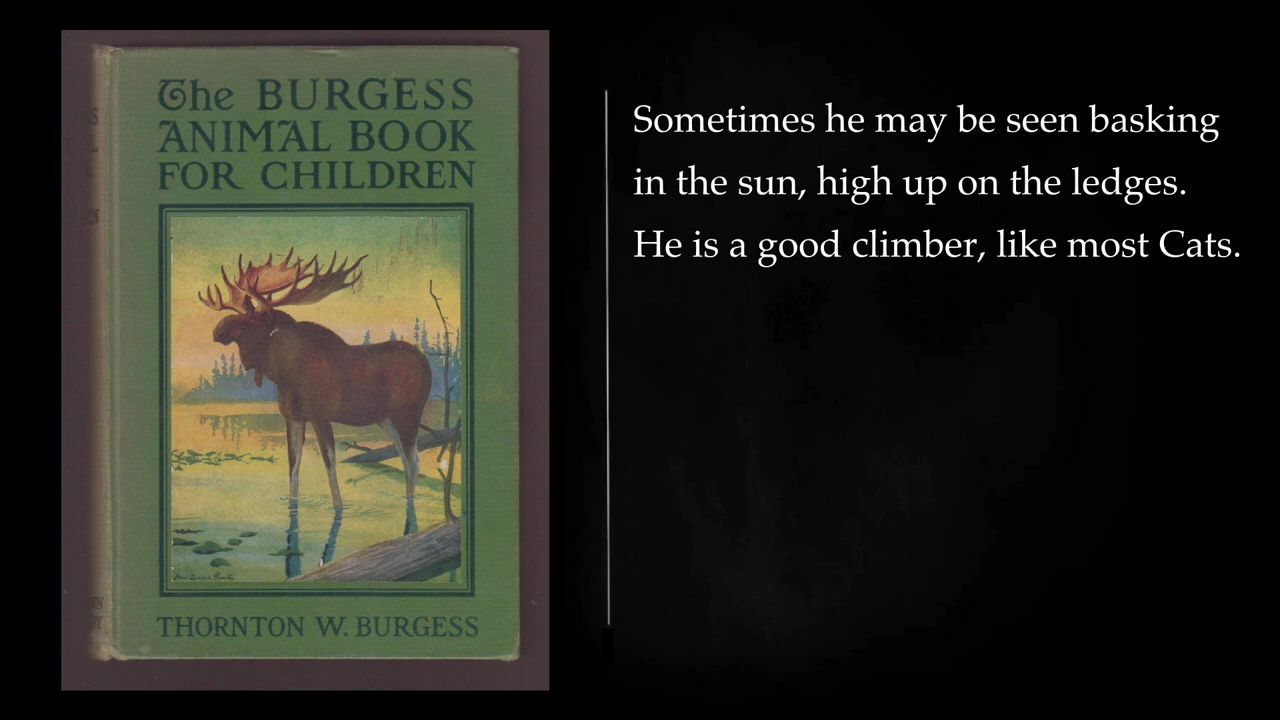 The BURGESS
ANIMAL BOOK
FOR CHILDREN
THORNTON W. BURGESS
Sometimes he may be seen basking
in the sun, high up on the ledges.
He is a good climber, like most Cats.